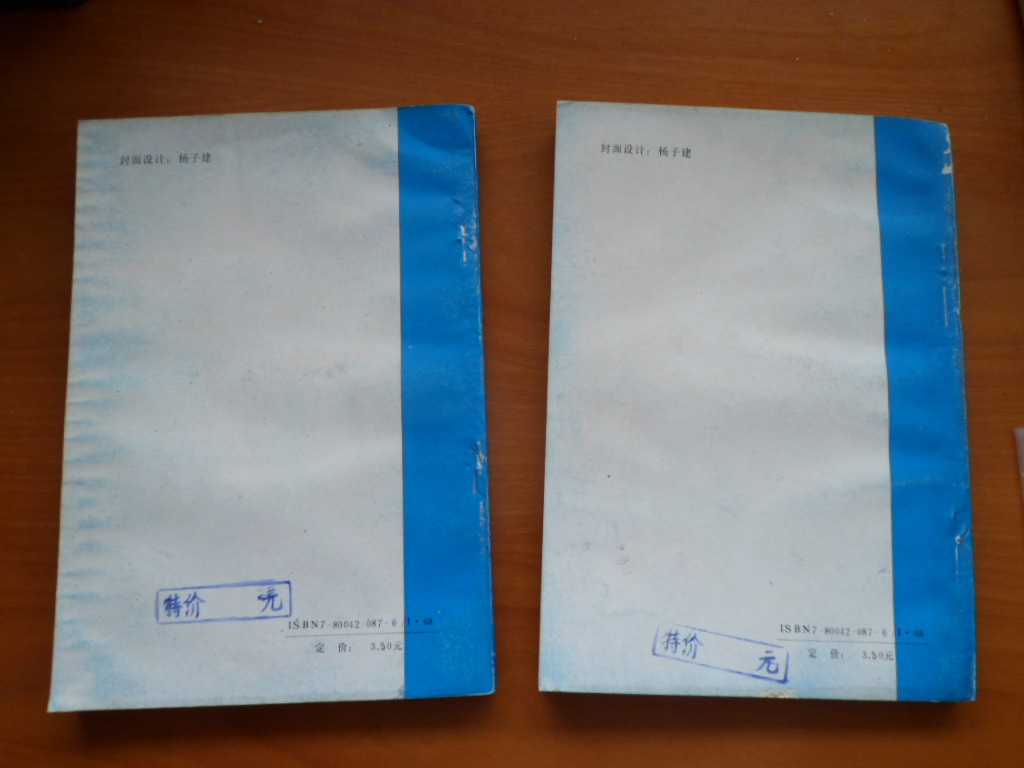 封面设计：杨子建
特价 元
ISBN7-80042-087-6/I·68
定 价： 3.50元
封面设计：杨子建
特价 元
ISBN7-80042-087-6/I·68
定 价： 3.50元